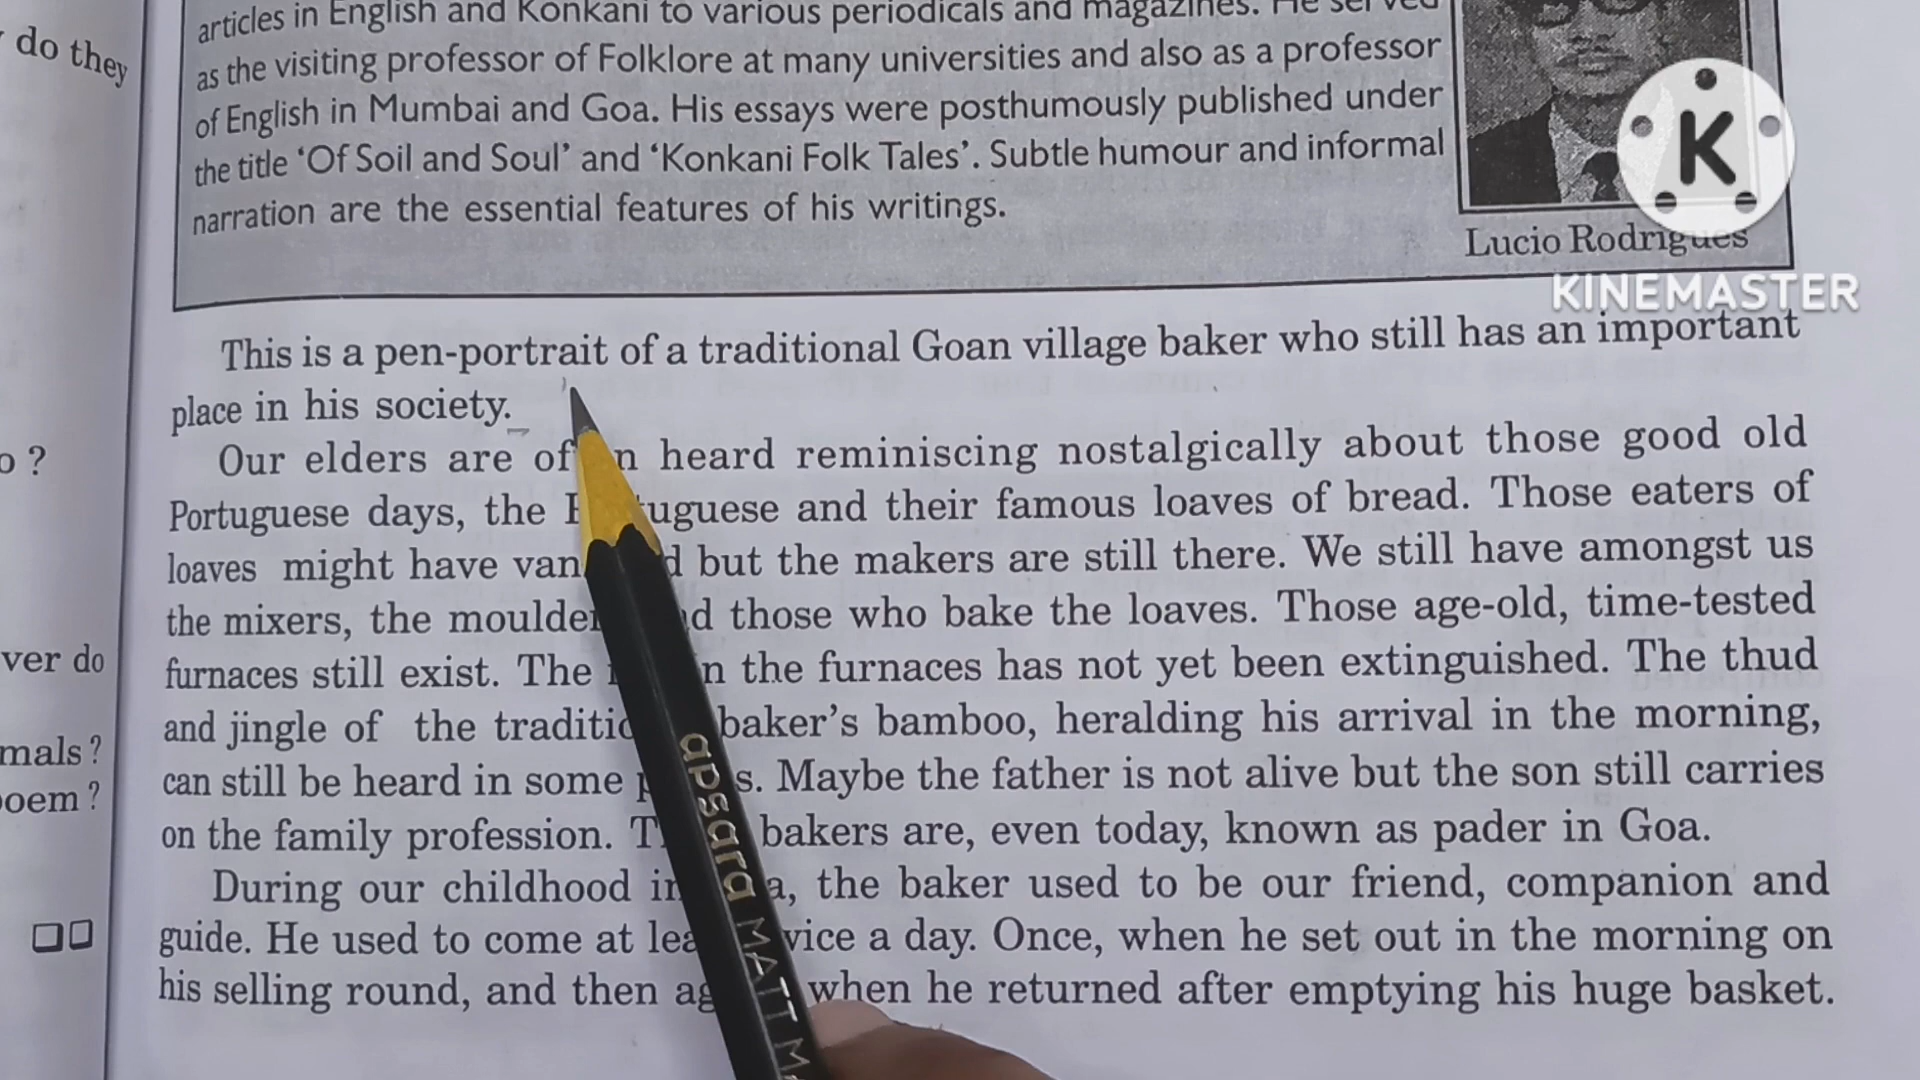 do they
o ?
ver do
mals ?
poem ?
articles in English and Konkani to various periodicals and magazines. He served
as the visiting professor of Folklore at many universities and also as a professor
of English in Mumbai and Goa. His essays were posthumously published under
the title ‘Of Soil and Soul’ and ‘Konkani Folk Tales’. Subtle humour and informal
narration are the essential features of his writings.
Lucio Rodrigues
K
KINEMASTER
This is a pen-portrait of a traditional Goan village baker who still has an important
place in his society.
Our elders are heard reminiscing nostalgically about those good old
Portuguese days, the and their famous loaves of bread. Those eaters of
loaves might have but the makers are still there. We still have amongst us
the mixers, the those who bake the loaves. Those age-old, time-tested
furnaces still exist. The the furnaces has not yet been extinguished. The thud
and jingle of the baker’s bamboo, heralding his arrival in the morning,
can still be heard in some Maybe the father is not alive but the son still carries
on the family profession. bakers are, even today, known as pader in Goa.
During our childhood the baker used to be our friend, companion and
guide. He used to come at a day. Once, when he set out in the morning on
his selling round, and then when he returned after emptying his huge basket.
apsara MATT